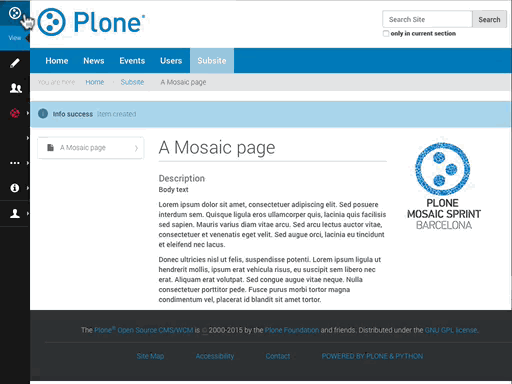 Plone®
Search Site
Search
only in current section
View
Home
News
Events
Users
Subsite
You are here:
Home
Subsite
A Mosaic page
Info success item created
A Mosaic page
A Mosaic page
Description
Body text
Lorem ipsum dolor sit amet, consectetuer adipiscing elit. Sed posuere
interdum sem. Quisque ligula eros ullamcorper quis, lacinia quis facilisis
sed sapien. Mauris varius diam vitae arcu. Sed arcu lectus auctor vitae,
consectetuer et venenatis eget velit. Sed augue orci, lacinia eu tincidunt
et eleifend nec lacus.
Donec ultricies nisl ut felis, suspendisse potenti. Lorem ipsum ligula ut
hendrerit mollis, ipsum erat vehicula risus, eu suscipit sem libero nec
erat. Aliquam erat volutpat. Sed congue augue vitae neque. Nulla
consectetuer porttitor pede. Fusce purus morbi tortor magna
condimentum vel, placerat id blandit sit amet tortor.
PLONE
MOSAIC SPRINT
BARCELONA
The Plone® Open Source CMS/WCM is © 2000-2015 by the Plone Foundation and friends. Distributed under the GNU GPL license.
Site Map
Accessibility
Contact
POWERED BY PLONE & PYTHON